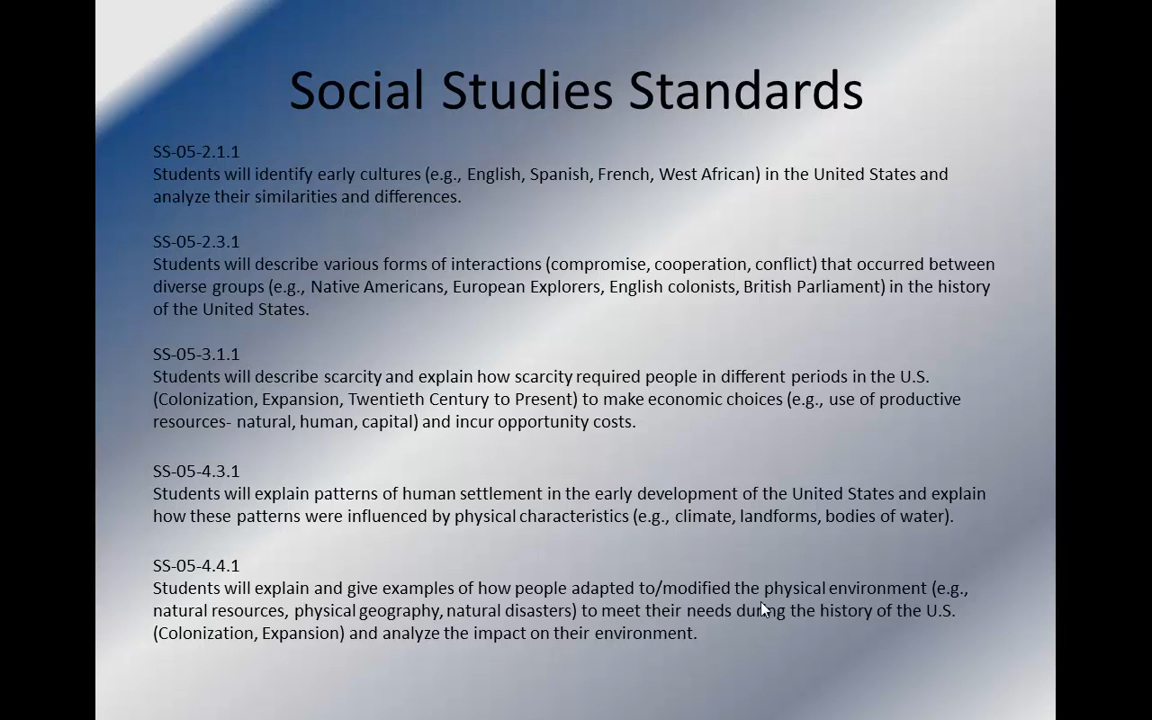 Social Studies Standards
SS-05-2.1.1
Students will identify early cultures (e.g., English, Spanish, French, West African) in the United States and
analyze their similarities and differences.
SS-05-2.3.1
Students will describe various forms of interactions (compromise, cooperation, conflict) that occurred between
diverse groups (e.g., Native Americans, European Explorers, English colonists, British Parliament) in the history
of the United States.
SS-05-3.1.1
Students will describe scarcity and explain how scarcity required people in different periods in the U.S.
(Colonization, Expansion, Twentieth Century to Present) to make economic choices (e.g., use of productive
resources- natural, human, capital) and incur opportunity costs.
SS-05-4.3.1
Students will explain patterns of human settlement in the early development of the United States and explain
how these patterns were influenced by physical characteristics (e.g., climate, landforms, bodies of water).
SS-05-4.4.1
Students will explain and give examples of how people adapted to/modified the physical environment (e.g.,
natural resources, physical geography, natural disasters) to meet their needs during the history of the U.S.
(Colonization, Expansion) and analyze the impact on their environment.